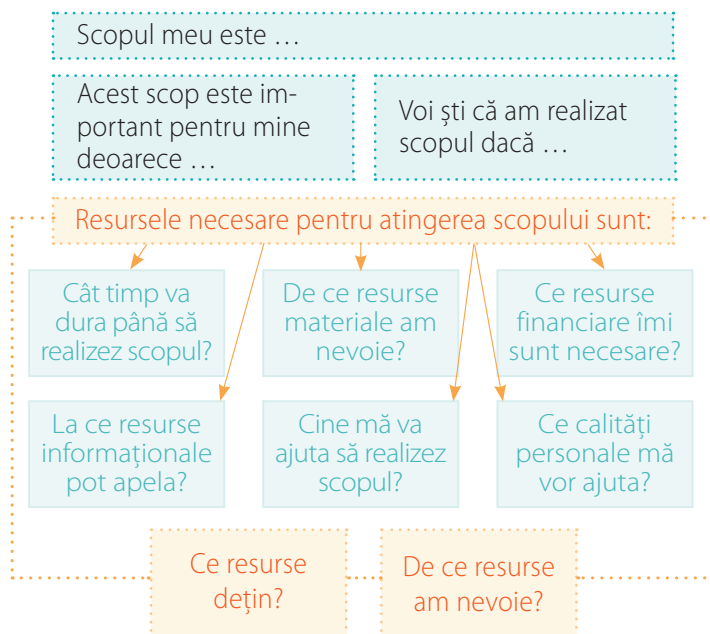 Scopul meu este …
Acest scop este im-
portant pentru mine
deoarece …
Voi ști că am realizat
scopul dacă …
Resursele necesare pentru atingerea scopului sunt:
Cât timp va
dura până să
realizez scopul?
De ce resurse
materiale am
nevoie?
Ce resurse
financiare îmi
sunt necesare?
La ce resurse
informaționale
pot apela?
Cine mă va
ajuta să realizez
scopul?
Ce calități
personale mă
vor ajuta?
Ce resurse
dețin?
De ce resurse
am nevoie?